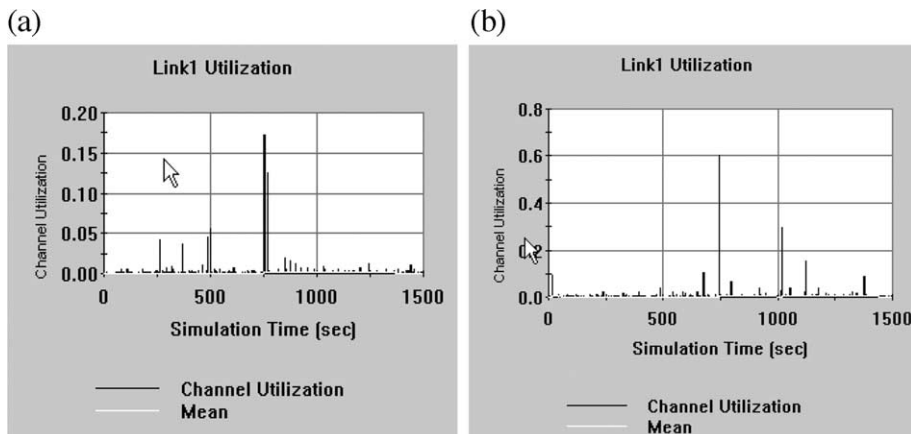 (a)
Link1 Utilization
Channel Utilization
0.20
0.15
0.10
0.05
0.00
0
500
1000
1500
Simulation Time (sec)
Channel Utilization
Mean
(b)
Link1 Utilization
Channel Utilization
0.8
0.6
0.4
0.2
0.0
0
500
1000
1500
Simulation Time (sec)
Channel Utilization
Mean